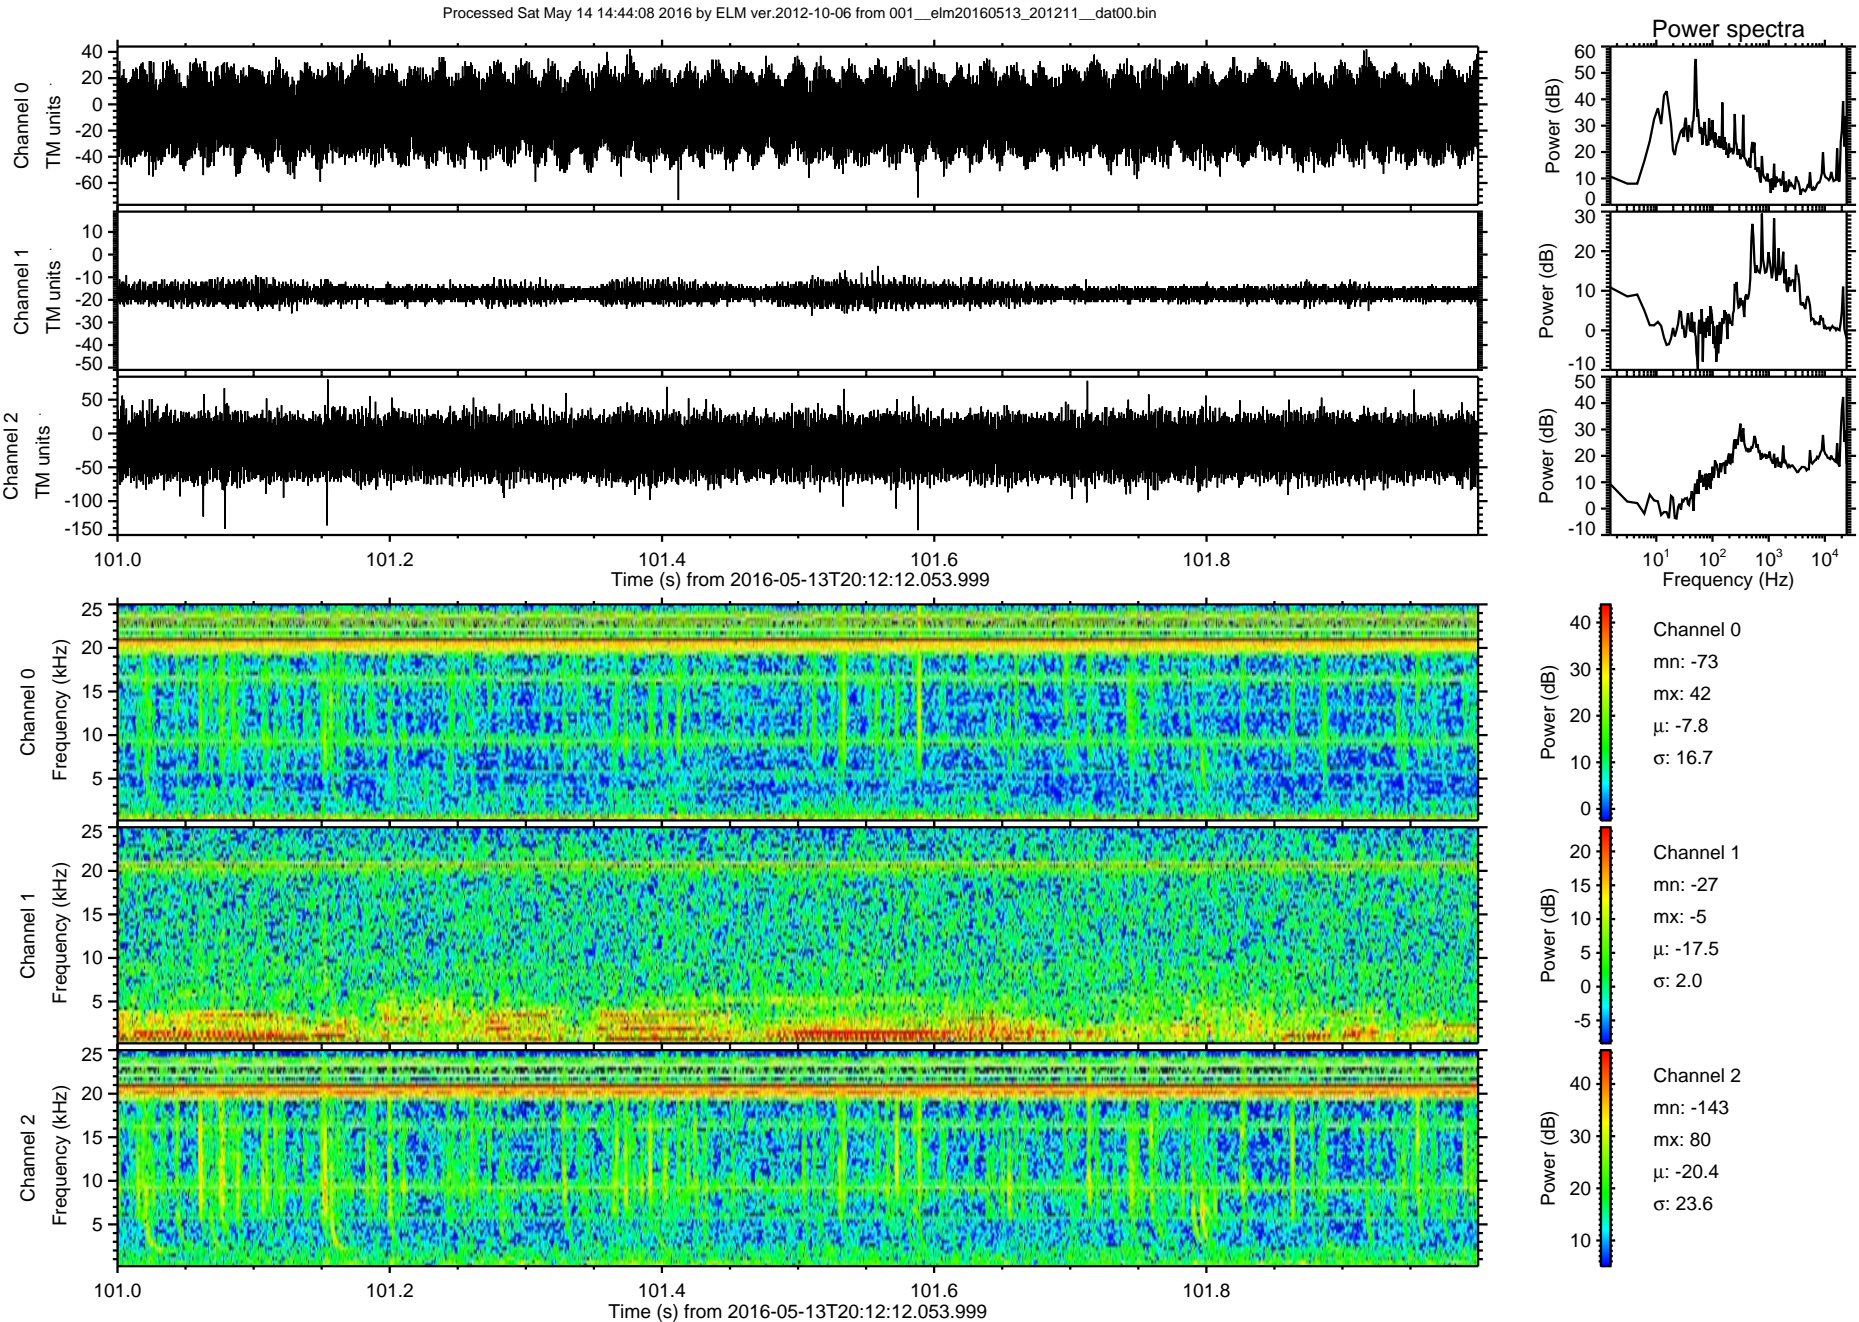 Processed Sat May 14 14:44:08 2016 by ELM ver.2012-10-06 from 001__elm20160513_201211__dat00.bin
Power spectra
Channel 0
TM units
40
20
0
-20
-40
-60
Power (dB)
60
50
40
30
20
10
0
Channel 1
TM units
10
0
-10
-20
-30
-40
-50
Power (dB)
30
20
10
0
-10
Channel 2
TM units
50
0
-50
-100
-150
Power (dB)
50
40
30
20
10
0
-10
101.0 101.2 101.4 101.6 101.8
Time (s) from 2016-05-13T20:12:12.053.999
10^1 10^2 10^3 10^4
Frequency (Hz)
Channel 0
Frequency (kHz)
25
20
15
10
5
Power (dB)
40
30
20
10
0
Channel 0
mn: -73
mx: 42
μ: -7.8
σ: 16.7
Channel 1
Frequency (kHz)
25
20
15
10
5
Power (dB)
20
15
10
5
0
-5
Channel 1
mn: -27
mx: -5
μ: -17.5
σ: 2.0
Channel 2
Frequency (kHz)
25
20
15
10
5
Power (dB)
40
30
20
10
Channel 2
mn: -143
mx: 80
μ: -20.4
σ: 23.6
101.0 101.2 101.4 101.6 101.8
Time (s) from 2016-05-13T20:12:12.053.999